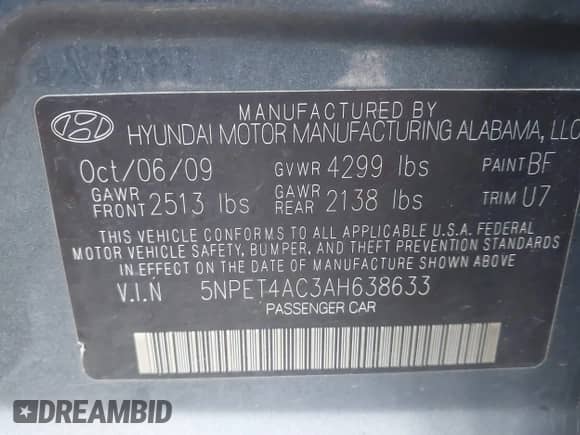 MANUFACTURED BY
HYUNDAI MOTOR MANUFACTURING ALABAMA, LLC
Oct/06/09 GVWR 4299 lbs PAINT BF
GAWR FRONT 2513 lbs GAWR REAR 2138 lbs TRIM U7
THIS VEHICLE CONFORMS TO ALL APPLICABLE U.S.A. FEDERAL
MOTOR VEHICLE SAFETY, BUMPER, AND THEFT PREVENTION STANDARDS
IN EFFECT ON THE DATE OF MANUFACTURE SHOWN ABOVE
V.I.N 5NPET4AC3AH638633
PASSENGER CAR
DREAMBID